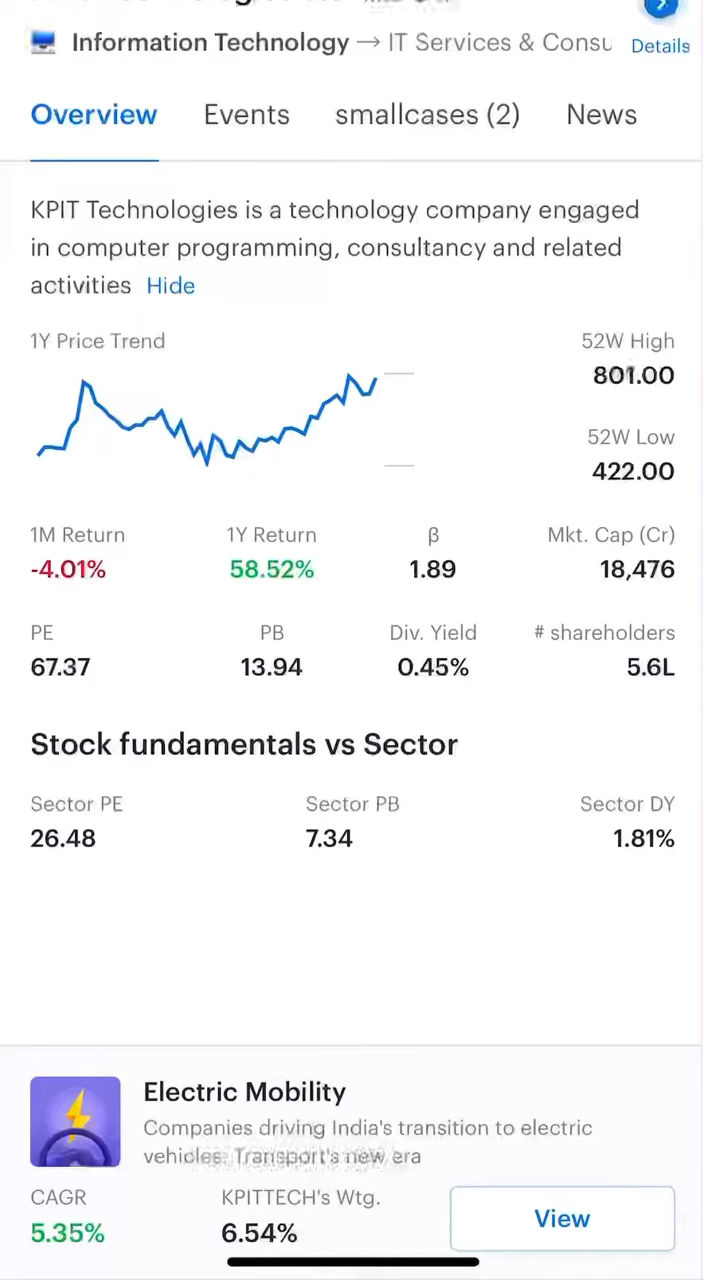 Information Technology → IT Services & Consu Details
Overview Events smallcases (2) News
KPIT Technologies is a technology company engaged
in computer programming, consultancy and related
activities Hide
1Y Price Trend 52W High
801.00
52W Low
422.00
1M Return 1Y Return β Mkt. Cap (Cr)
-4.01% 58.52% 1.89 18,476
PE PB Div. Yield # shareholders
67.37 13.94 0.45% 5.6L
Stock fundamentals vs Sector
Sector PE Sector PB Sector DY
26.48 7.34 1.81%
Electric Mobility
Companies driving India's transition to electric
vehicles. Transport's new era
CAGR KPITTECH's Wtg.
5.35% 6.54% View